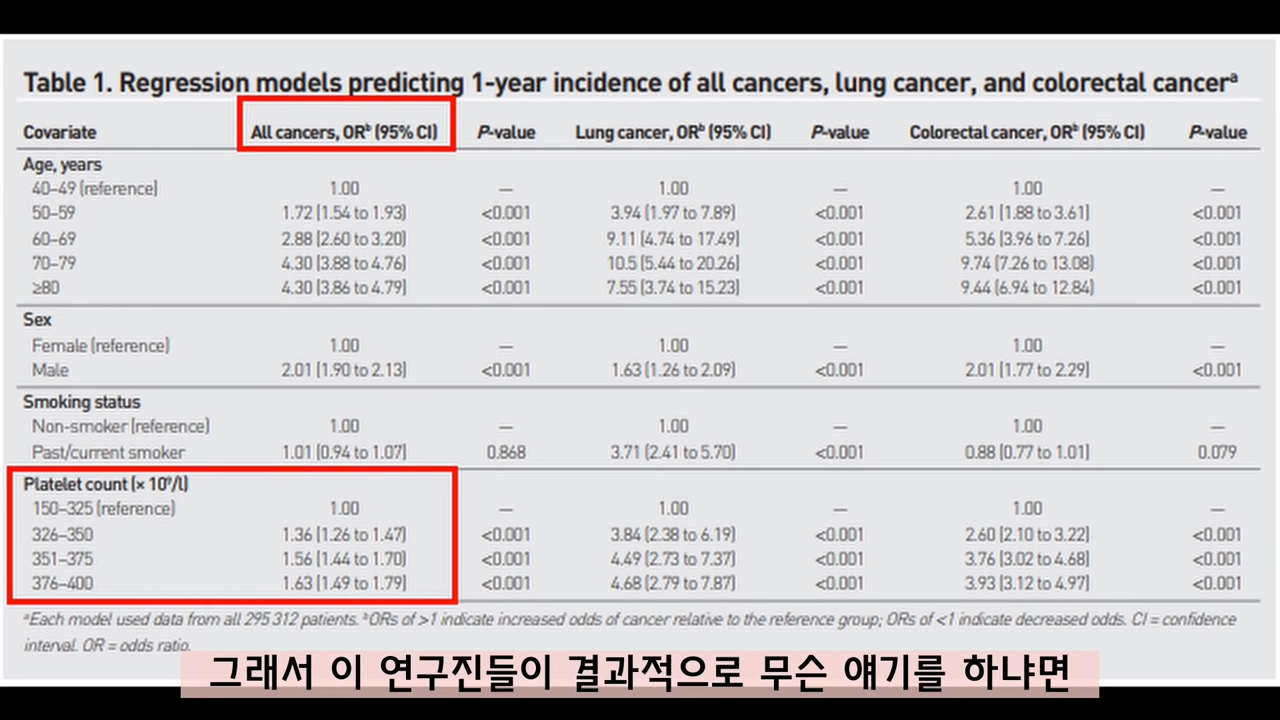 Table 1. Regression models predicting 1-year incidence of all cancers, lung cancer, and colorectal cancerᵃ
Covariate All cancers, ORᵇ (95% CI) P-value Lung cancer, ORᵇ (95% CI) P-value Colorectal cancer, ORᵇ (95% CI) P-value
Age, years
40–49 (reference) 1.00 — 1.00 — 1.00 —
50–59 1.72 (1.54 to 1.93) <0.001 3.94 (1.97 to 7.89) <0.001 2.61 (1.88 to 3.61) <0.001
60–69 2.88 (2.60 to 3.20) <0.001 9.11 (4.74 to 17.49) <0.001 5.36 (3.96 to 7.26) <0.001
70–79 4.30 (3.88 to 4.76) <0.001 10.5 (5.44 to 20.26) <0.001 9.74 (7.26 to 13.08) <0.001
≥80 4.30 (3.86 to 4.79) <0.001 7.55 (3.74 to 15.23) <0.001 9.44 (6.94 to 12.84) <0.001
Sex
Female (reference) 1.00 — 1.00 — 1.00 —
Male 2.01 (1.90 to 2.13) <0.001 1.63 (1.26 to 2.09) <0.001 2.01 (1.77 to 2.29) <0.001
Smoking status
Non-smoker (reference) 1.00 — 1.00 — 1.00 —
Past/current smoker 1.01 (0.94 to 1.07) 0.868 3.71 (2.41 to 5.70) <0.001 0.88 (0.77 to 1.01) 0.079
Platelet count (× 10⁹/l)
150–325 (reference) 1.00 — 1.00 — 1.00 —
326–350 1.36 (1.26 to 1.47) <0.001 3.84 (2.38 to 6.19) <0.001 2.60 (2.10 to 3.22) <0.001
351–375 1.56 (1.44 to 1.70) <0.001 4.49 (2.73 to 7.37) <0.001 3.76 (3.02 to 4.68) <0.001
376–400 1.63 (1.49 to 1.79) <0.001 4.68 (2.79 to 7.87) <0.001 3.93 (3.12 to 4.97) <0.001
ᵃEach model used data from all 295 312 patients. ᵇORs of >1 indicate increased odds of cancer relative to the reference group; ORs of <1 indicate decreased odds. CI = confidence
interval. OR = odds ratio.
그래서 이 연구진들이 결과적으로 무슨 얘기를 하냐면